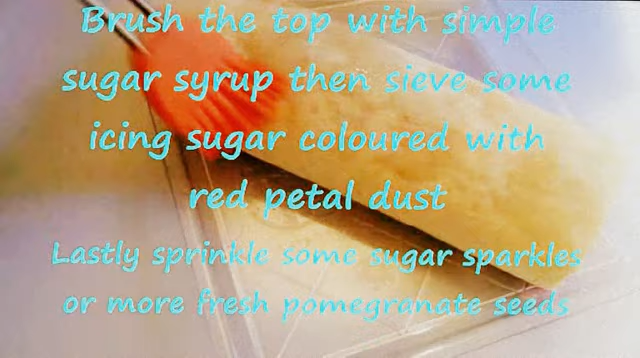 Brush the top with simple
sugar syrup then sieve some
icing sugar coloured with
red petal dust
Lastly sprinkle some sugar sparkles
or more fresh pomegranate seeds